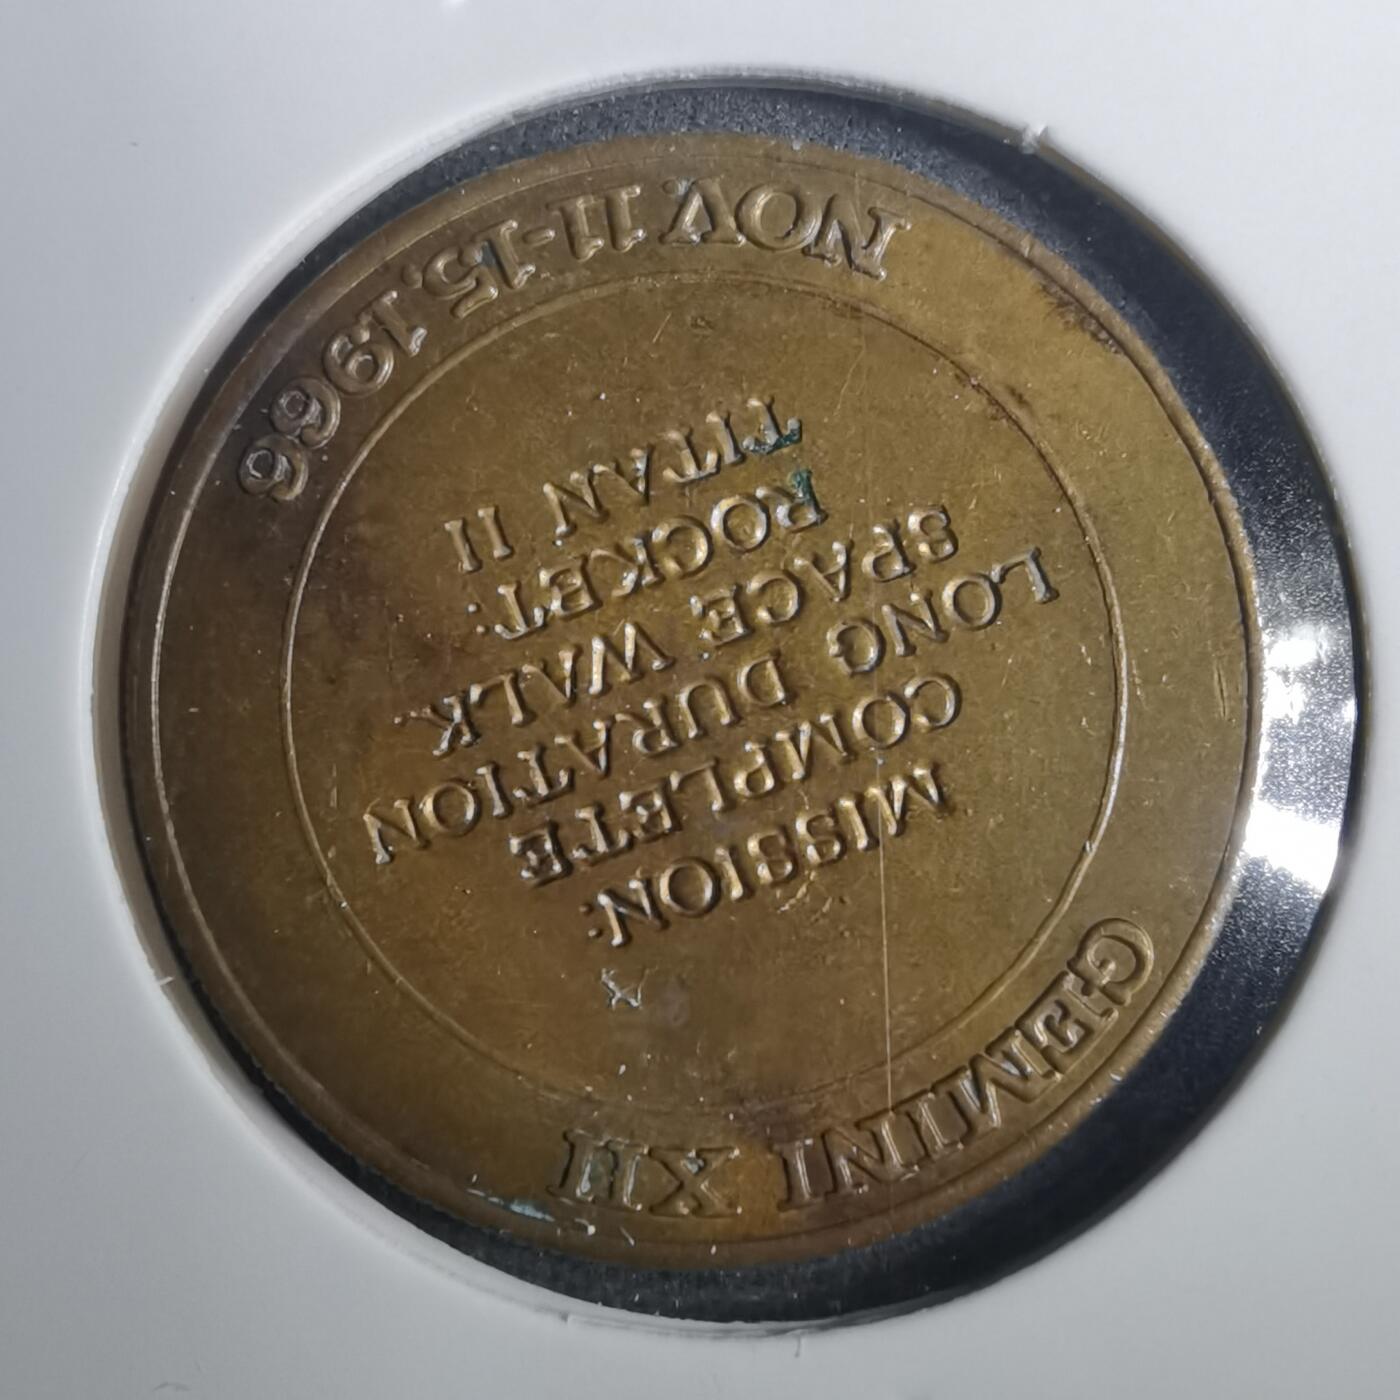 GEMINI XII
MISSION:
COMPLETE
LONG DURATION
SPACE WALK
ROCKET:
TITAN II
NOV. 11-15, 1966